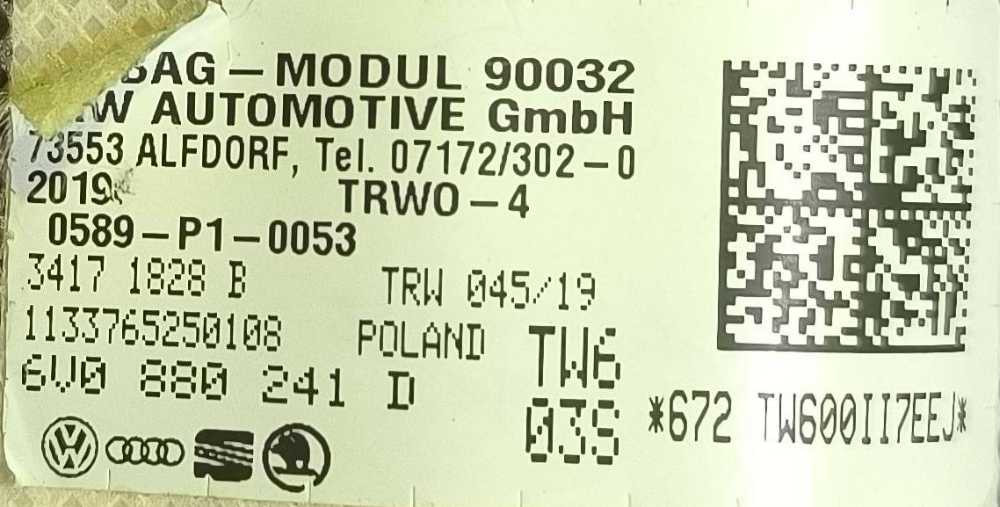 BAG – MODUL 90032
W AUTOMOTIVE GmbH
73553 ALFDORF, Tel. 07172/302 – 0
2019 TRWO – 4
0589 – P1 – 0053
3417 1828 B TRW 045/19
1133765250108 POLAND TW6
6V0 880 241 D 03S
*672 TW600II7EEJ*